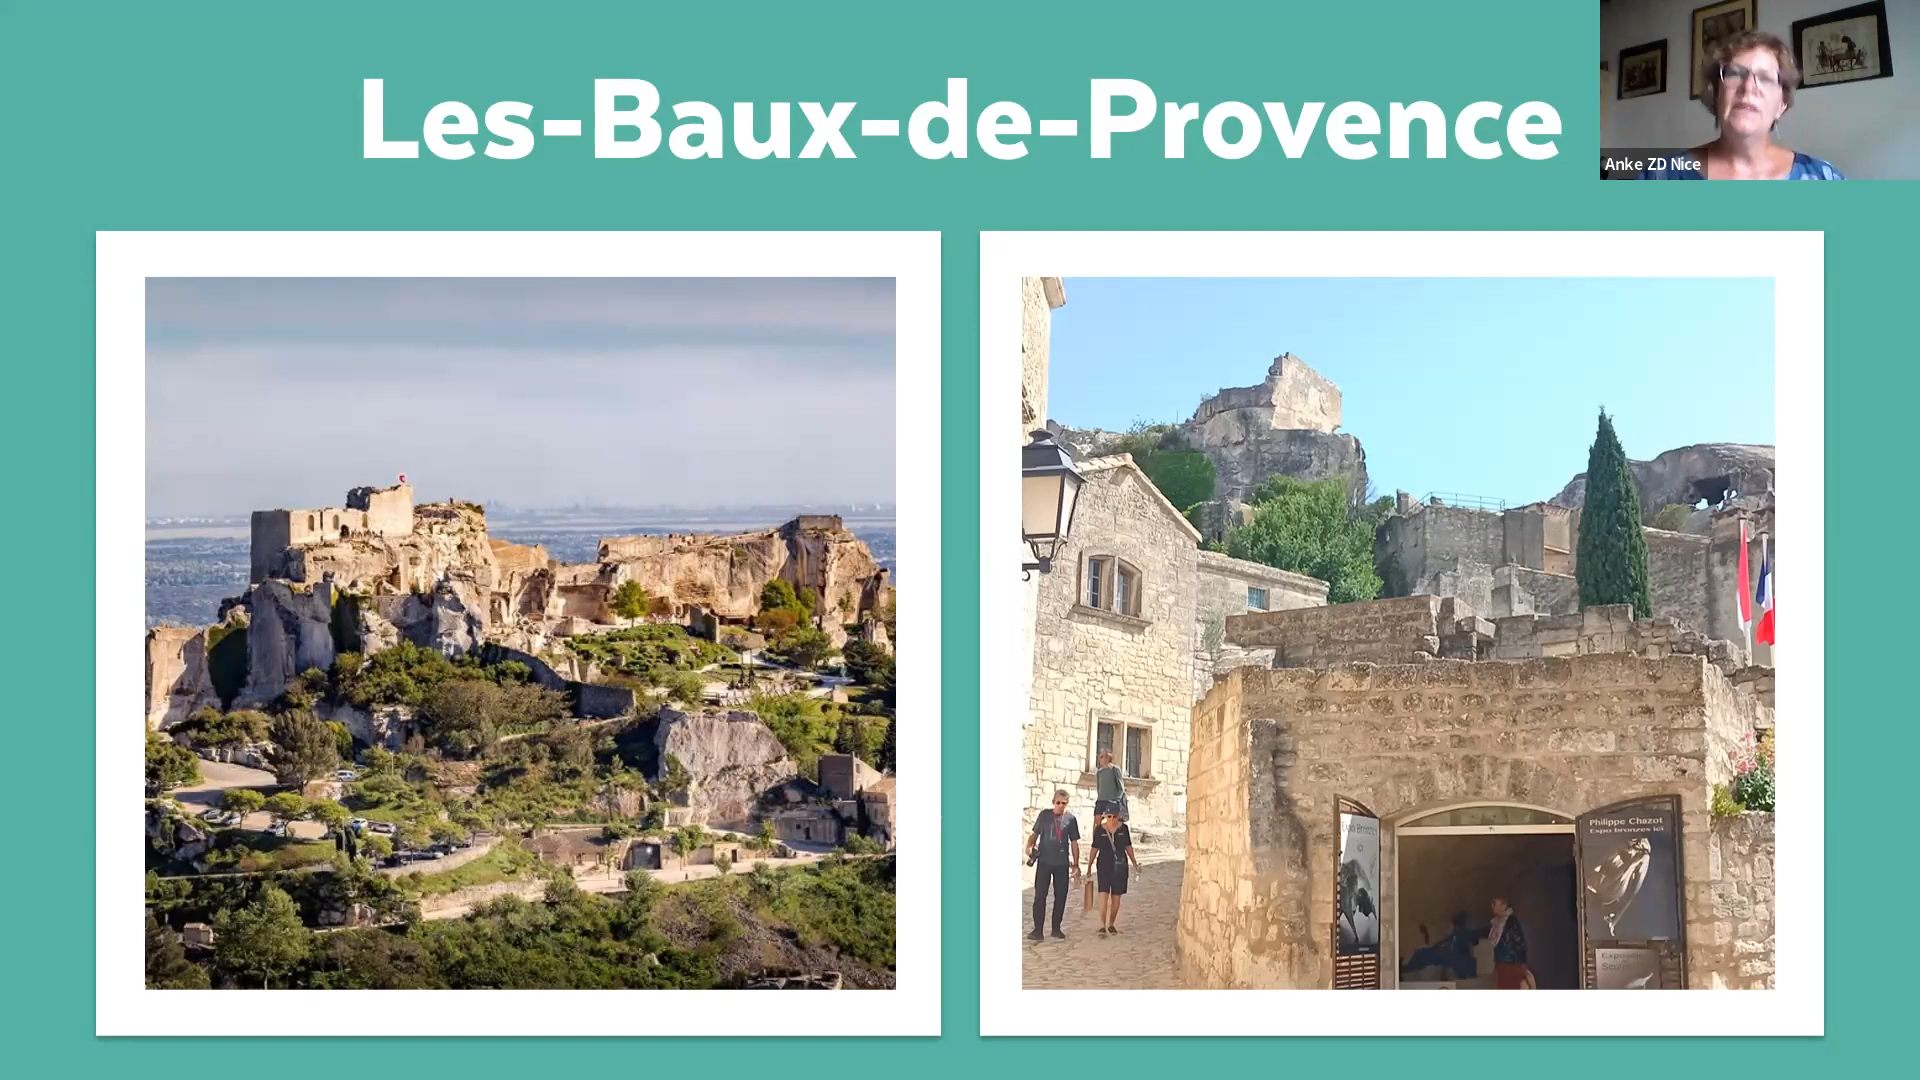 Les-Baux-de-Provence
Anke ZD Nice
Philippe Chazot
Expo bronzes ici